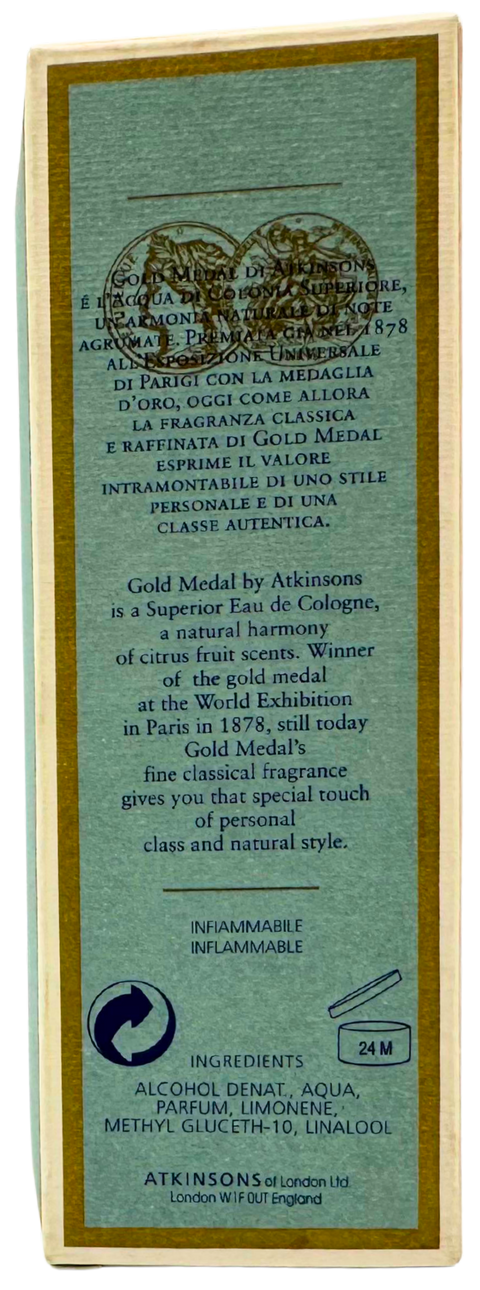 Gold Medal di Atkinsons
é l'Acqua di Colonia Superiore,
un'armonia naturale di note
agrumate. Premiata già nel 1878
all'Esposizione Universale
di Parigi con la medaglia
d'oro, oggi come allora
la fragranza classica
e raffinata di Gold Medal
esprime il valore
intramontabile di uno stile
personale e di una
classe autentica.
Gold Medal by Atkinsons
is a Superior Eau de Cologne,
a natural harmony
of citrus fruit scents. Winner
of the gold medal
at the World Exhibition
in Paris in 1878, still today
Gold Medal's
fine classical fragrance
gives you that special touch
of personal
class and natural style.
INFIAMMABILE
INFLAMMABLE
24 M
INGREDIENTS
ALCOHOL DENAT., AQUA,
PARFUM, LIMONENE,
METHYL GLUCETH-10, LINALOOL
ATKINSONS of London Ltd.
London W1F 0UT England